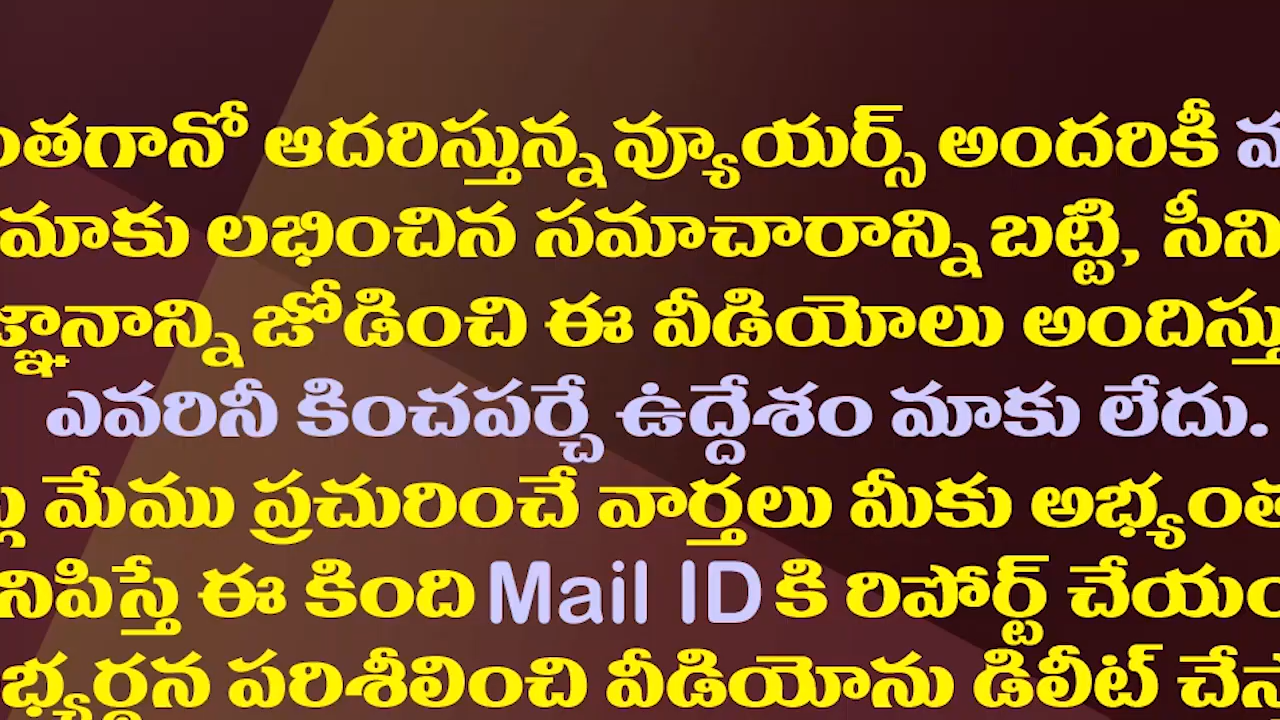 ంతగానో ఆదరిస్తున్న వ్యూయర్స్ అందరికీ
మాకు లభించిన సమాచారాన్ని బట్టి, సీని
జ్ఞానాన్ని జోడించి ఈ వీడియోలు అందిస్తు
ఎవరినీ కించపర్చే ఉద్దేశం మాకు లేదు.
మేము ప్రచురించే వార్తలు మీకు అభ్యంత
నిపిస్తే ఈ కింది Mail ID కి రిపోర్ట్ చేయం
భ్యర్థన పరిశీలించి వీడియోను డిలీట్ చేస